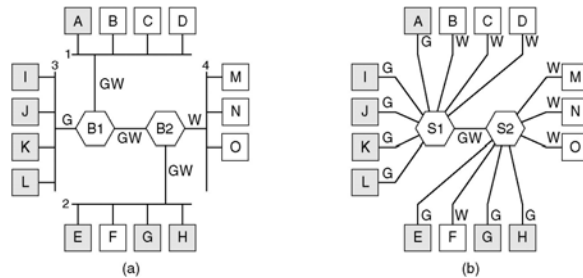 A B C D
1
GW
3
I
J
K
L
G
B1
GW
B2
W
4
M
N
O
GW
2
E F G H
(a)
A B C D
G W W W
I G
J G
K G
L G
S1
GW
S2
W M
W N
W O
G W G G
E F G H
(b)